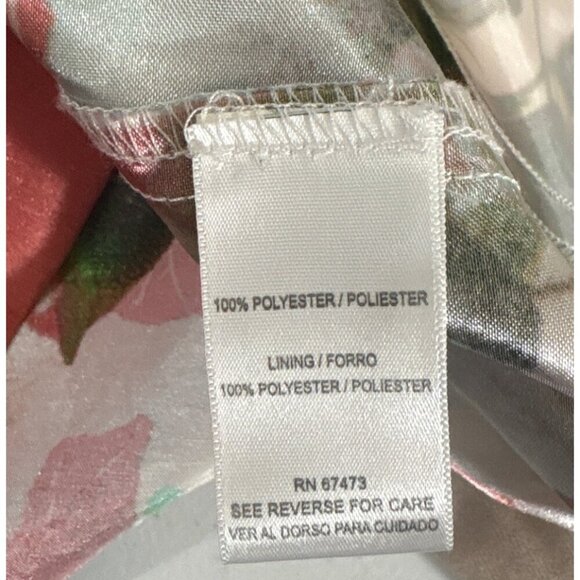 100% POLYESTER / POLIESTER
LINING / FORRO
100% POLYESTER / POLIESTER
RN 67473
SEE REVERSE FOR CARE
VER AL DORSO PARA CUIDADO